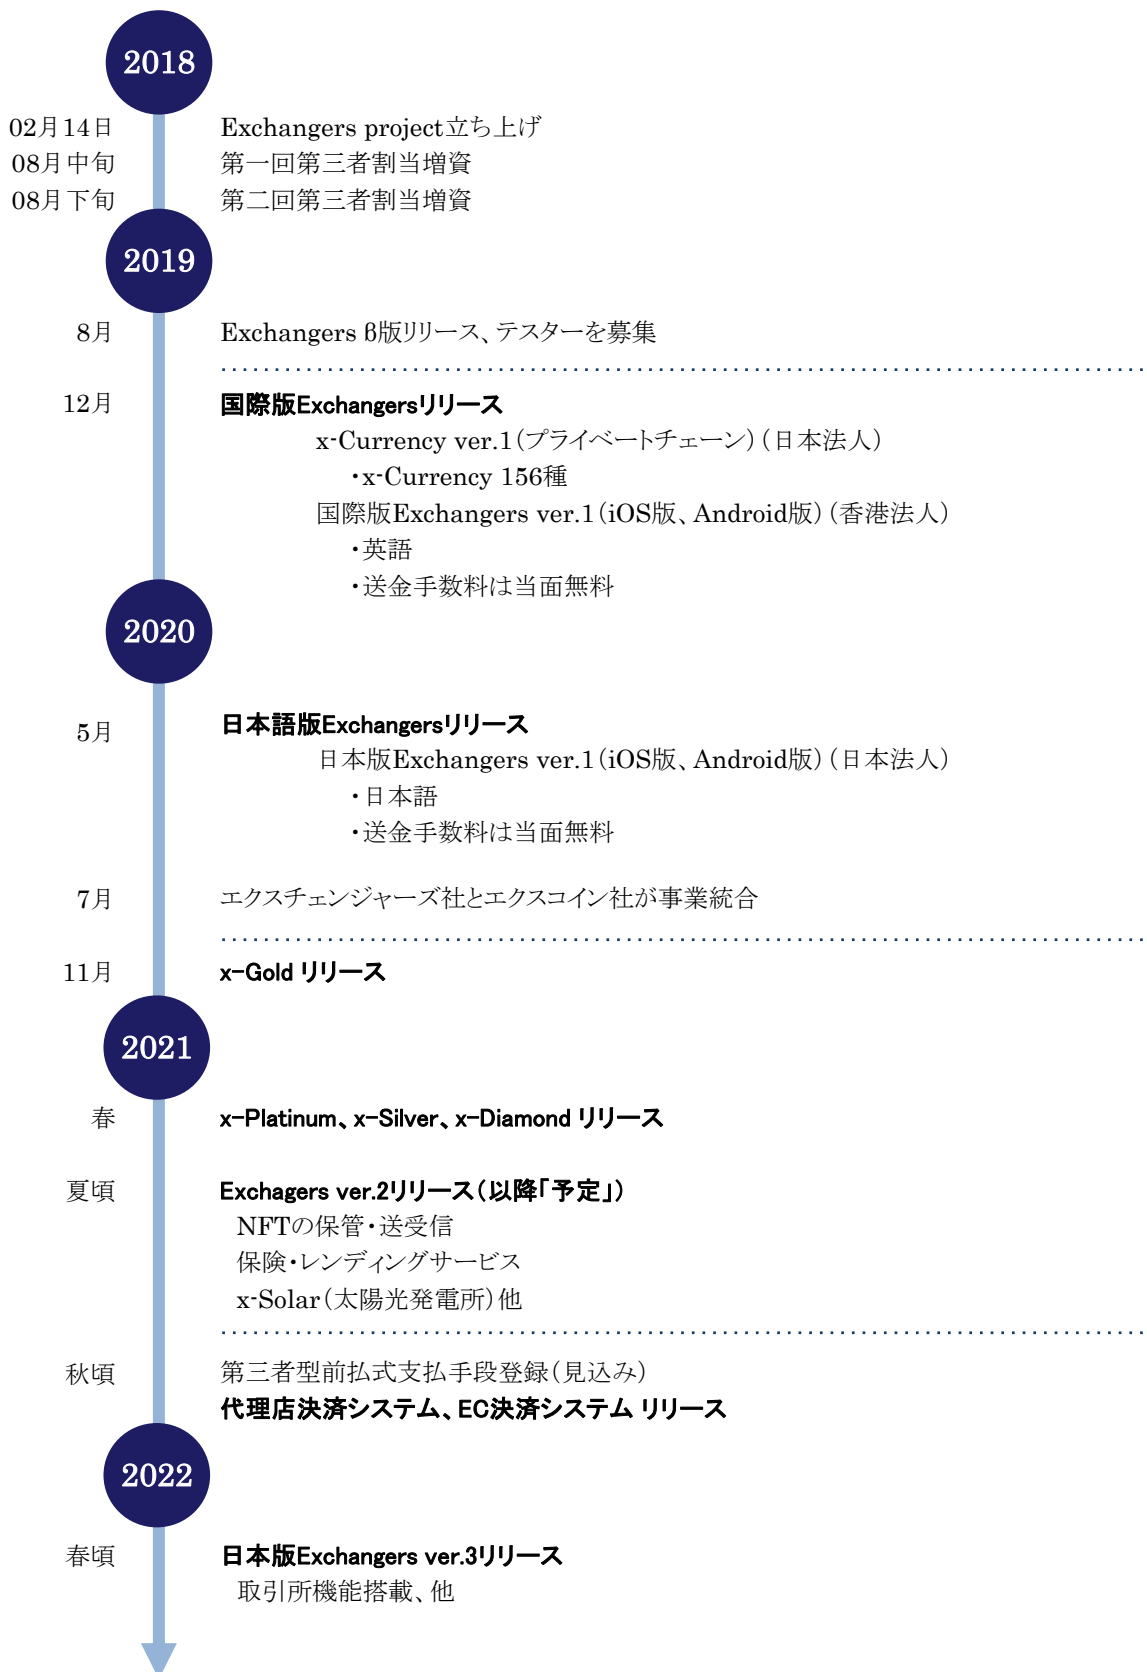 2018
02月14日 Exchangers project立ち上げ
08月中旬 第一回第三者割当増資
08月下旬 第二回第三者割当増資
2019
8月 Exchangers β版リリース、テスターを募集
12月 国際版Exchangersリリース
x-Currency ver.1（プライベートチェーン）（日本法人）
・x-Currency 156種
国際版Exchangers ver.1（iOS版、Android版）（香港法人）
・英語
・送金手数料は当面無料
2020
5月 日本語版Exchangersリリース
日本版Exchangers ver.1（iOS版、Android版）（日本法人）
・日本語
・送金手数料は当面無料
7月 エクスチェンジャーズ社とエクスコイン社が事業統合
11月 x-Gold リリース
2021
春 x-Platinum、x-Silver、x-Diamond リリース
夏頃 Exchagers ver.2リリース（以降「予定」）
NFTの保管・送受信
保険・レンディングサービス
x-Solar（太陽光発電所）他
秋頃 第三者型前払式支払手段登録（見込み）
代理店決済システム、EC決済システム リリース
2022
春頃 日本版Exchangers ver.3リリース
取引所機能搭載、他